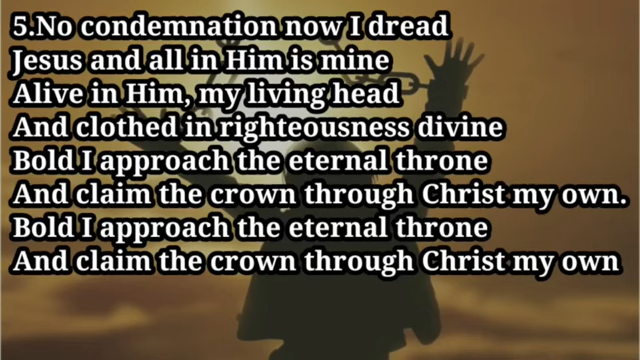 5.No condemnation now I dread
Jesus and all in Him is mine
Alive in Him, my living head
And clothed in righteousness divine
Bold I approach the eternal throne
And claim the crown through Christ my own.
Bold I approach the eternal throne
And claim the crown through Christ my own